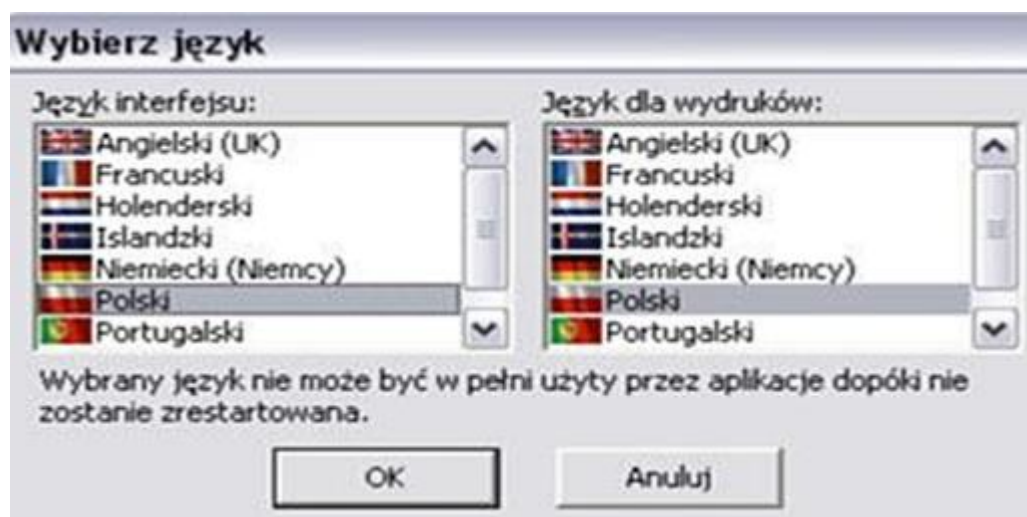 Wybierz język
Język interfejsu:
Angielski (UK)
Francuski
Holenderski
Islandzki
Niemiecki (Niemcy)
Polski
Portugalski
Język dla wydruków:
Angielski (UK)
Francuski
Holenderski
Islandzki
Niemiecki (Niemcy)
Polski
Portugalski
Wybrany język nie może być w pełni użyty przez aplikacje dopóki nie
zostanie zrestartowana.
OK
Anuluj